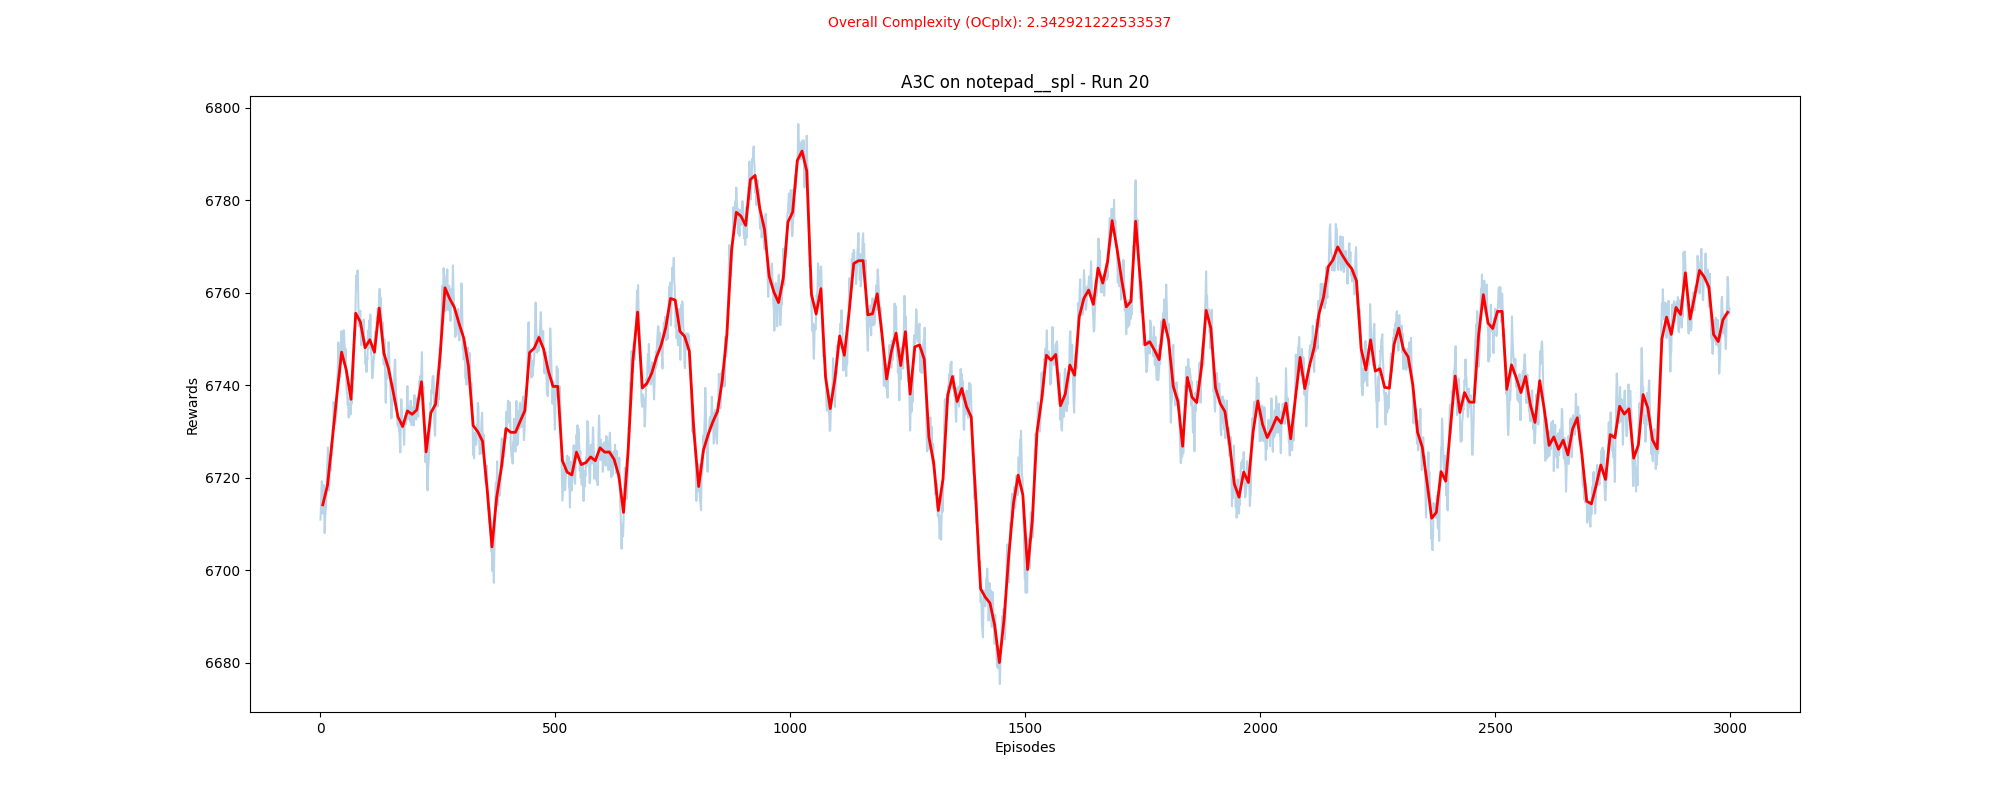 Overall Complexity (OCplx): 2.342921222533537
A3C on notepad__spl - Run 20
6800
6780
6760
6740
6720
6700
6680
Rewards
0 500 1000 1500 2000 2500 3000
Episodes